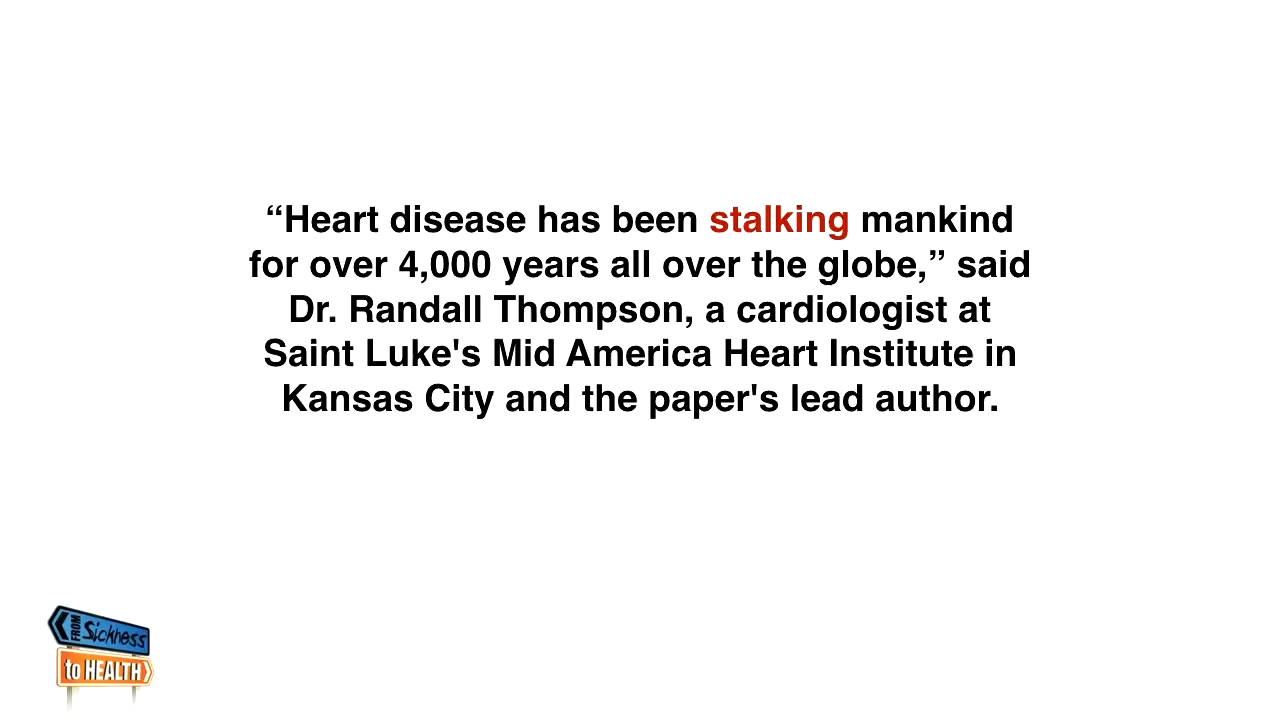 “Heart disease has been stalking mankind
for over 4,000 years all over the globe,” said
Dr. Randall Thompson, a cardiologist at
Saint Luke's Mid America Heart Institute in
Kansas City and the paper's lead author.
FROM Sickness
to HEALTH